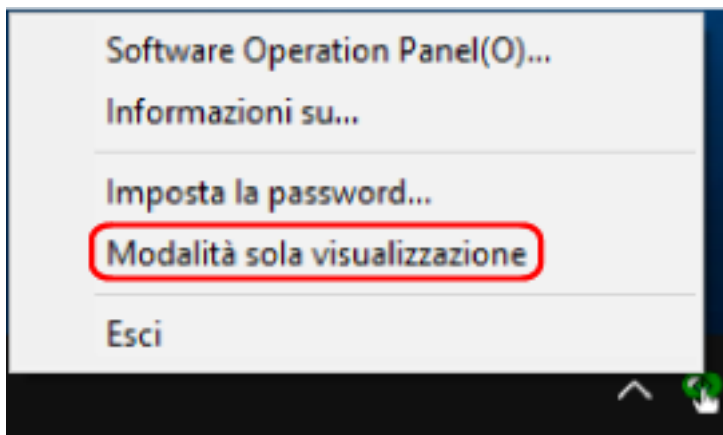 Software Operation Panel(O)...
Informazioni su...
Imposta la password...
Modalità sola visualizzazione
Esci